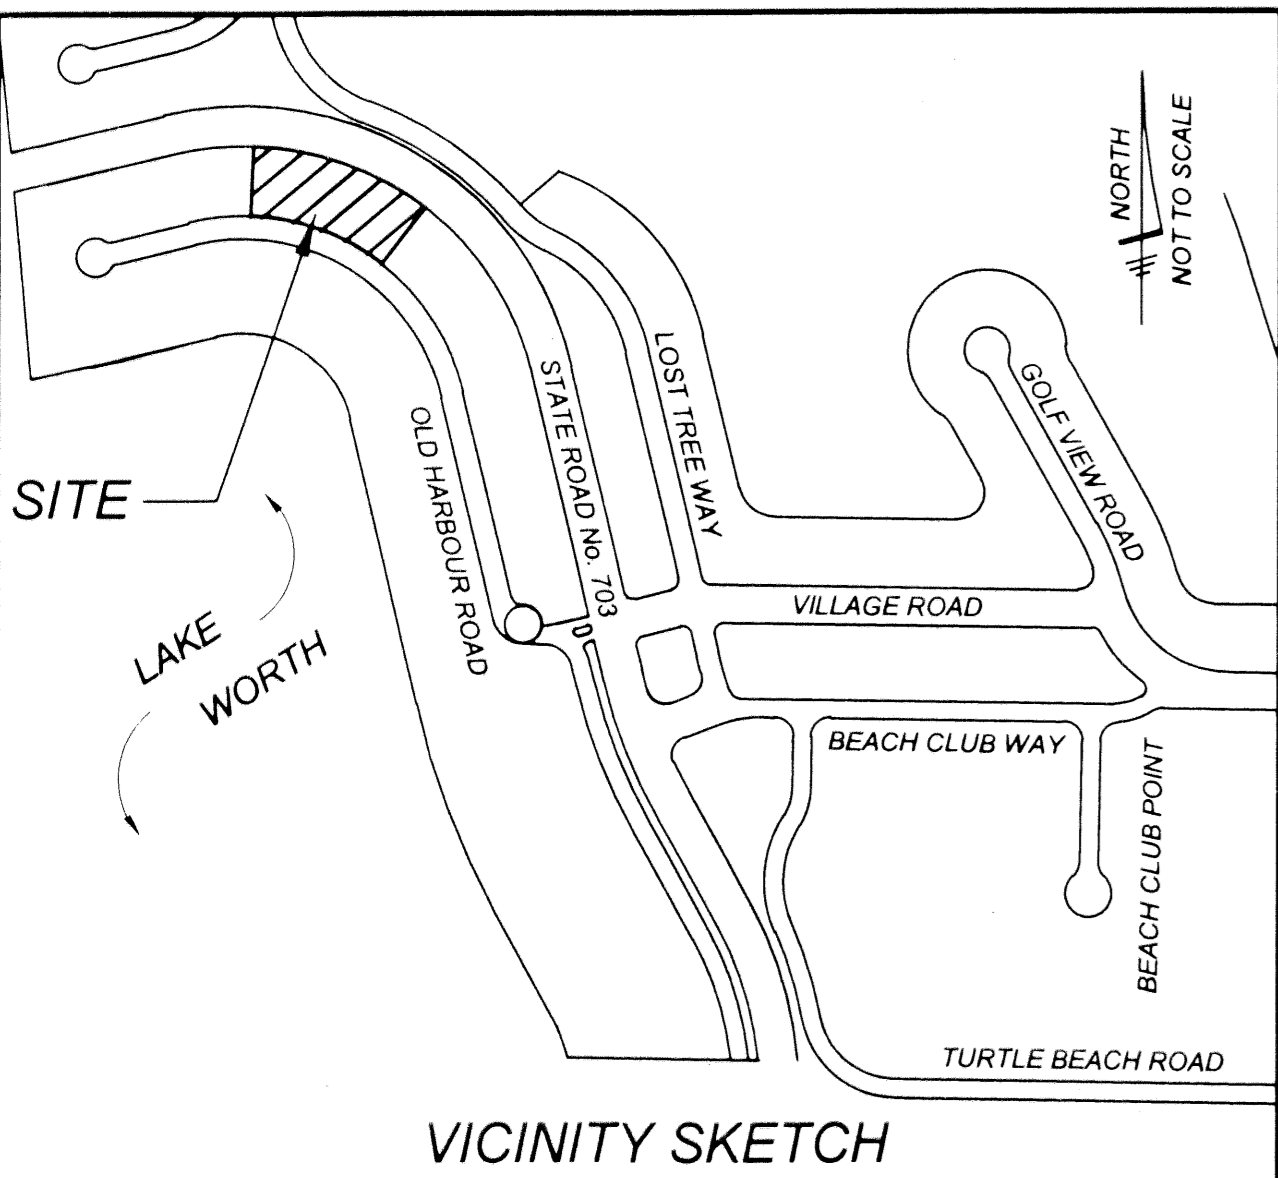 NORTH
NOT TO SCALE
LOST TREE WAY
GOLF VIEW ROAD
STATE ROAD No. 703
OLD HARBOUR ROAD
SITE
VILLAGE ROAD
LAKE
WORTH
BEACH CLUB WAY
BEACH CLUB POINT
TURTLE BEACH ROAD
VICINITY SKETCH